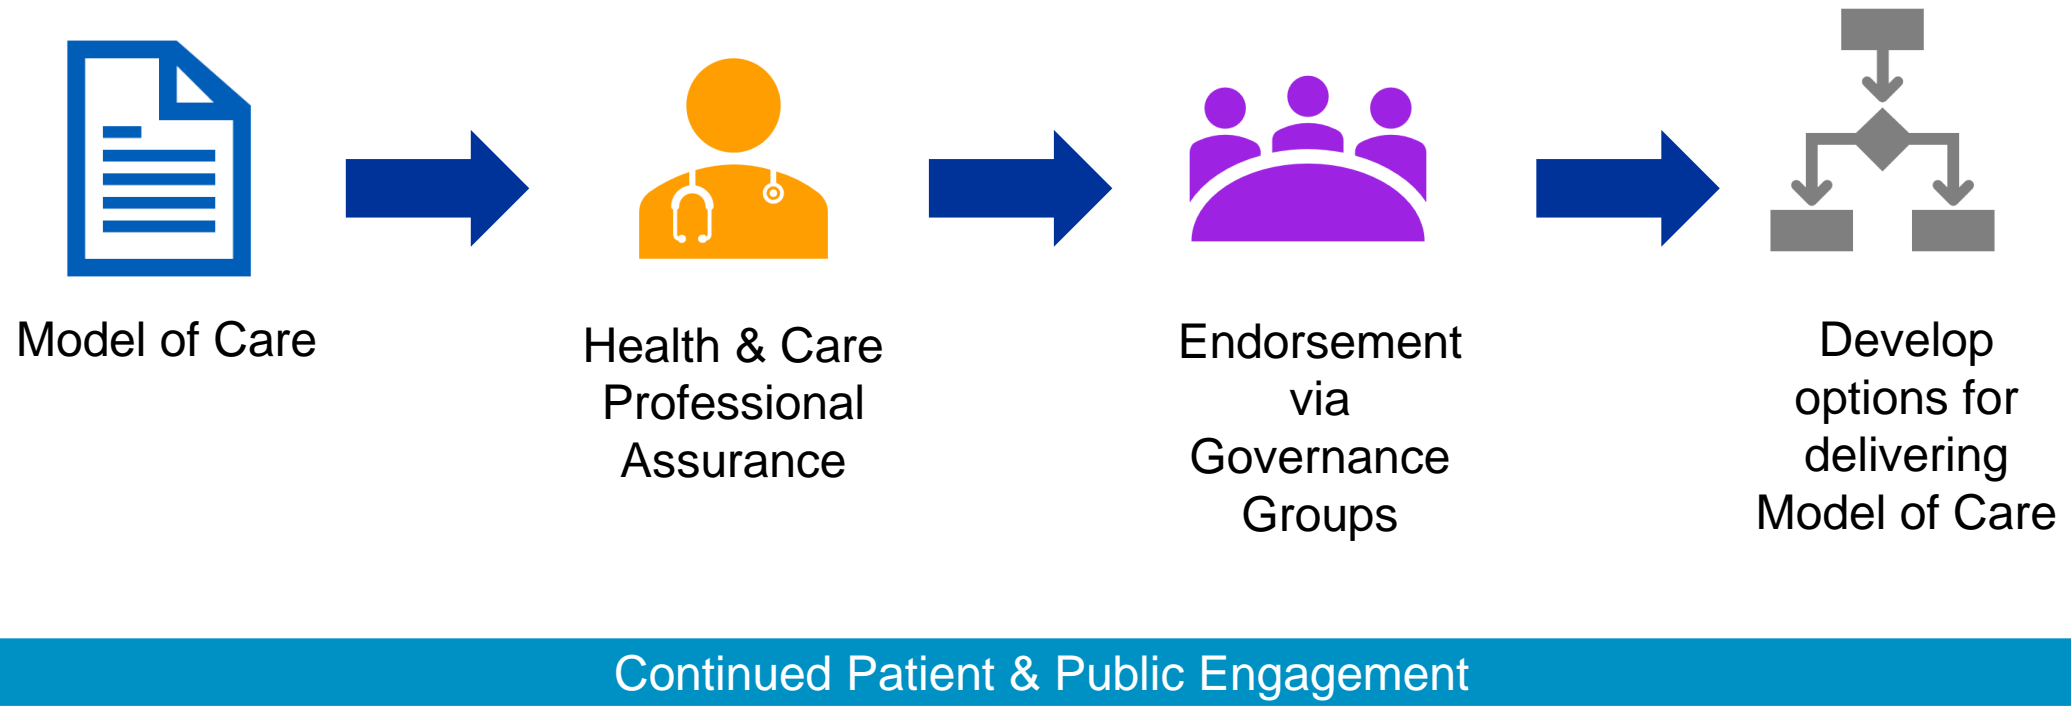 Model of Care
Health & Care
Professional
Assurance
Endorsement
via
Governance
Groups
Develop
options for
delivering
Model of Care
Continued Patient & Public Engagement